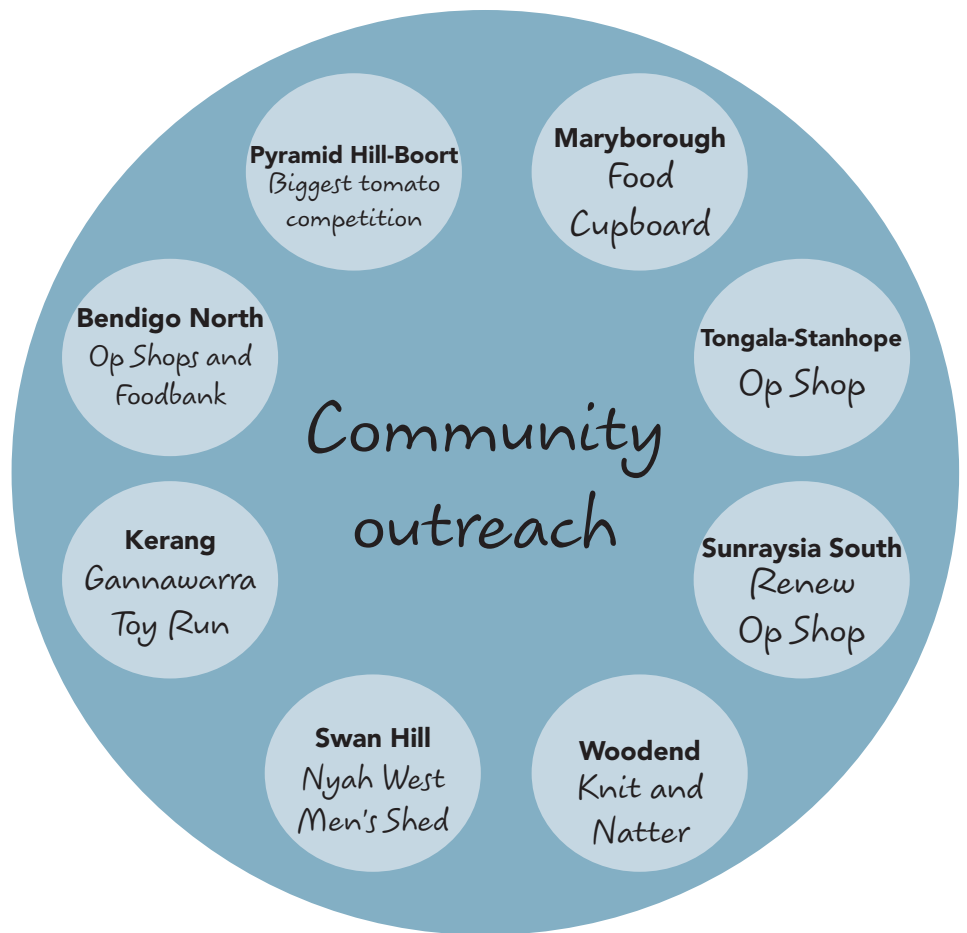 Pyramid Hill-Boort
Biggest tomato
competition
Maryborough
Food
Cupboard
Bendigo North
Op Shops and
Foodbank
Tongala-Stanhope
Op Shop
Community
outreach
Kerang
Gannawarra
Toy Run
Sunraysia South
Renew
Op Shop
Swan Hill
Nyah West
Men's Shed
Woodend
Knit and
Natter